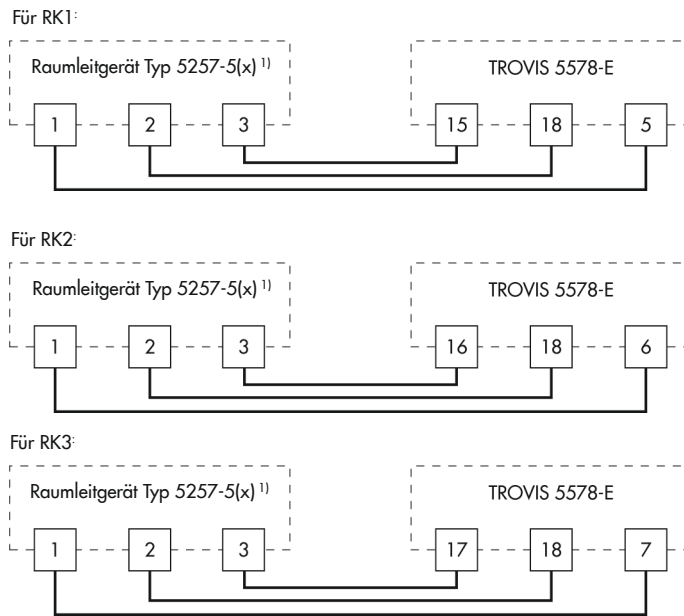 Für RK1:
Raumleitgerät Typ 5257-5(x) 1) TROVIS 5578-E
1 2 3 15 18 5
Für RK2:
Raumleitgerät Typ 5257-5(x) 1) TROVIS 5578-E
1 2 3 16 18 6
Für RK3:
Raumleitgerät Typ 5257-5(x) 1) TROVIS 5578-E
1 2 3 17 18 7